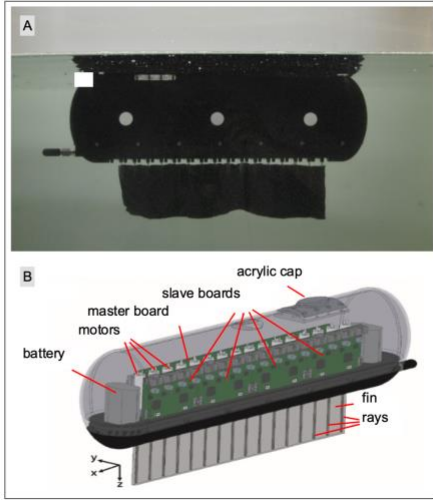 A
B
acrylic cap
slave boards
master board
motors
battery
fin
rays
y
x
z